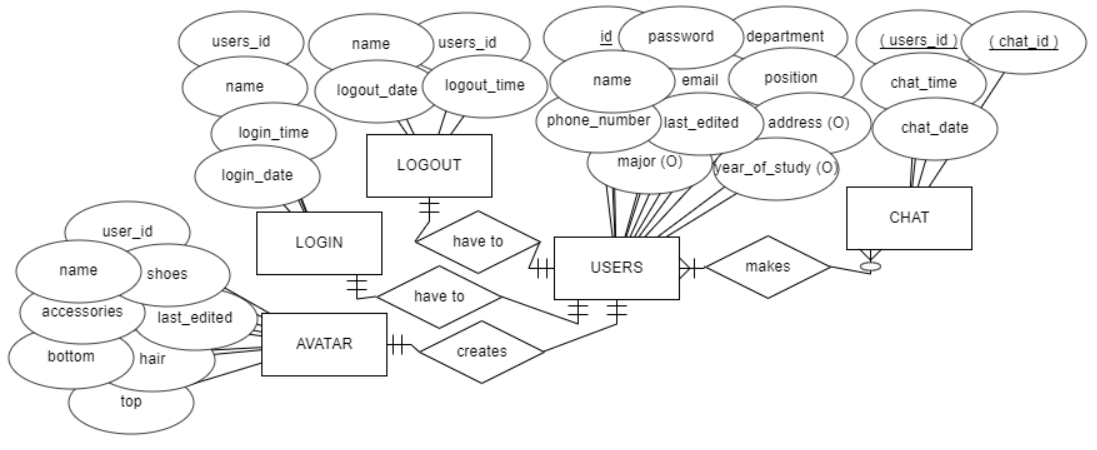 users_id
name
login_time
login_date
LOGIN
name
users_id
logout_date
logout_time
LOGOUT
id
password
department
name
email
position
phone_number
last_edited
address (O)
major (O)
year_of_study (O)
USERS
( users_id )
( chat_id )
chat_time
chat_date
CHAT
have to
makes
have to
creates
user_id
name
shoes
accessories
last_edited
bottom
hair
top
AVATAR